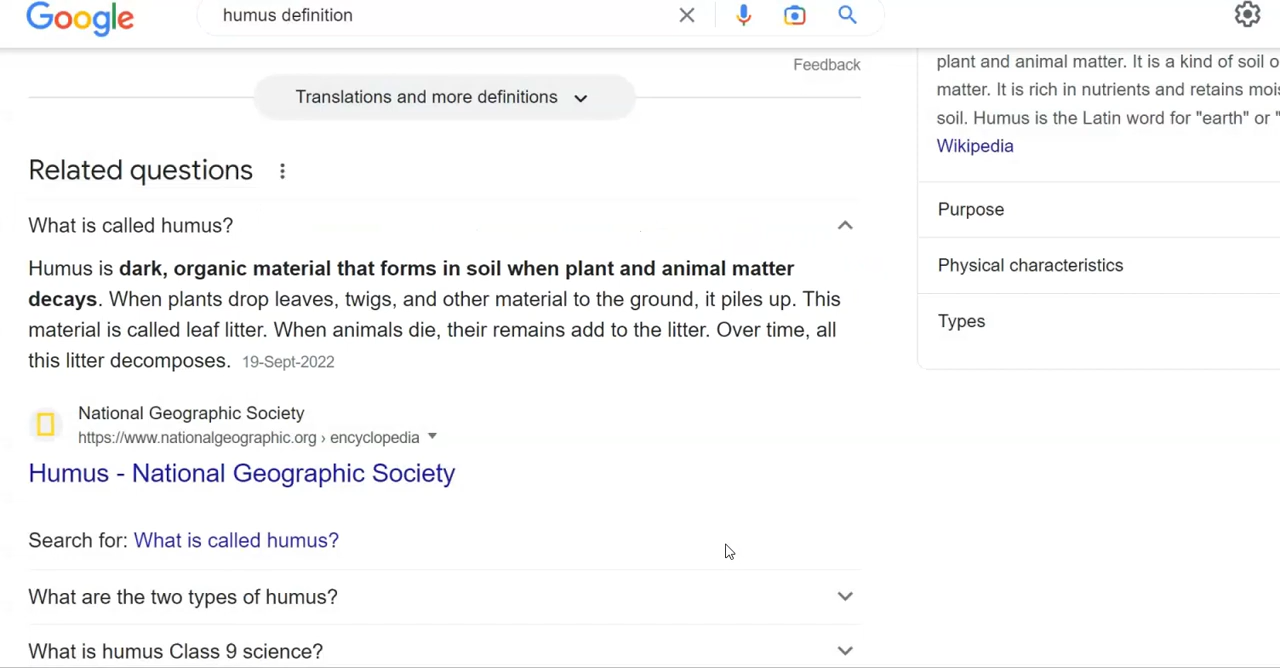 Google
humus definition
Feedback
Translations and more definitions
Related questions
What is called humus?
Humus is dark, organic material that forms in soil when plant and animal matter
decays. When plants drop leaves, twigs, and other material to the ground, it piles up. This
material is called leaf litter. When animals die, their remains add to the litter. Over time, all
this litter decomposes. 19-Sept-2022
National Geographic Society
https://www.nationalgeographic.org › encyclopedia
Humus - National Geographic Society
Search for: What is called humus?
What are the two types of humus?
What is humus Class 9 science?
plant and animal matter. It is a kind of soil o
matter. It is rich in nutrients and retains mois
soil. Humus is the Latin word for "earth" or "
Wikipedia
Purpose
Physical characteristics
Types